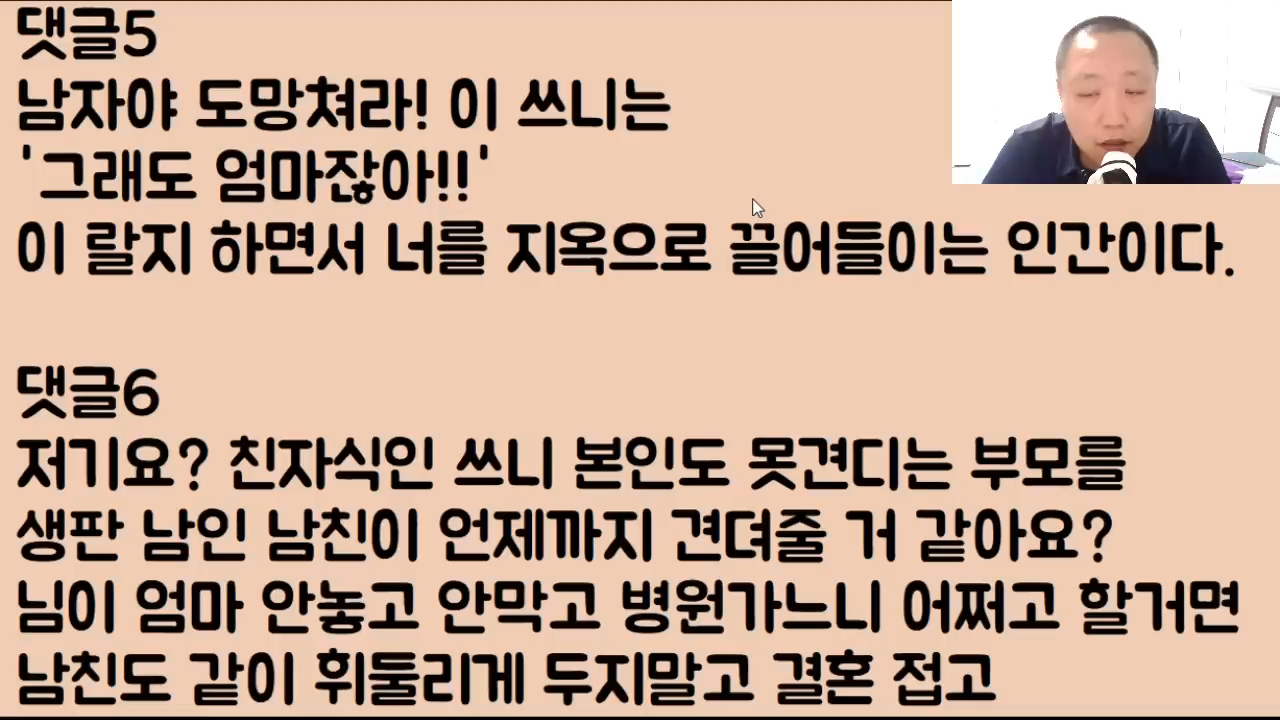 댓글5
남자야 도망쳐라! 이 쓰니는
'그래도 엄마잖아!!'
이 랄지 하면서 너를 지옥으로 끌어들이는 인간이다.
댓글6
저기요? 친자식인 쓰니 본인도 못견디는 부모를
생판 남인 남친이 언제까지 견뎌줄 거 같아요?
님이 엄마 안놓고 안막고 병원가느니 어쩌고 할거면
남친도 같이 휘둘리게 두지말고 결혼 접고